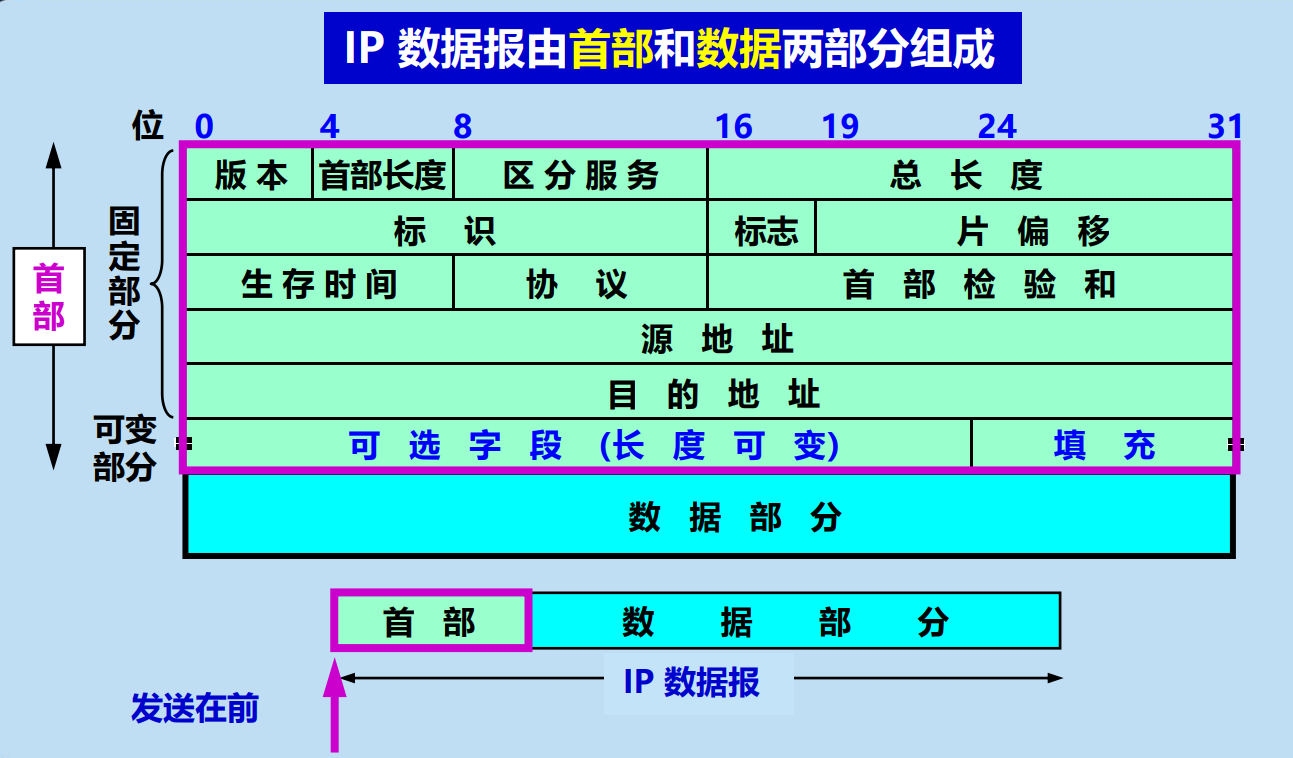 IP 数据报由首部和数据两部分组成
位 0 4 8 16 19 24 31
版 本 首部长度 区 分 服 务 总 长 度
标 识 标志 片 偏 移
生 存 时 间 协 议 首 部 检 验 和
源 地 址
目 的 地 址
可 选 字 段 (长 度 可 变) 填 充
首部
固定部分
可变
部分
数 据 部 分
首 部 数 据 部 分
IP 数据报
发送在前